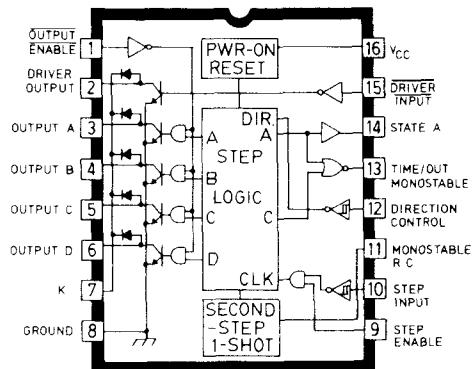 OUTPUT
ENABLE
1
DRIVER
OUTPUT
2
OUTPUT A
3
OUTPUT B
4
OUTPUT C
5
OUTPUT D
6
K
7
GROUND
8
PWR-ON
RESET
DIR.
A
A
STEP
B
LOGIC
C
C
D
CLK
SECOND
-STEP
1-SHOT
16
VCC
15
DRIVER
INPUT
14
STATE A
13
TIME/OUT
MONOSTABLE
12
DIRECTION
CONTROL
11
MONOSTABLE
R C
10
STEP
INPUT
9
STEP
ENABLE